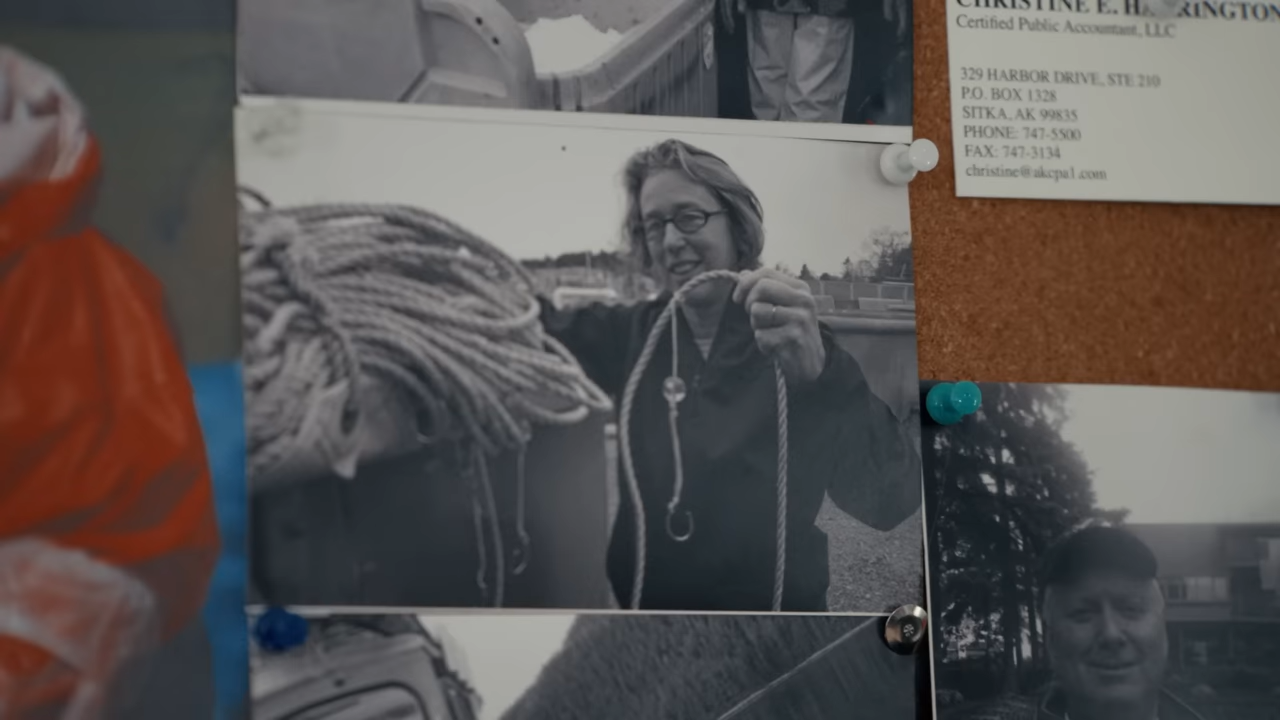 CHRISTINE E.
Certified Public Accountant, LLC
329 HARBOR DRIVE, STE 210
P.O. BOX 1328
SITKA, AK 99835
PHONE: 747-5500
FAX: 747-3134
christine@akcpa1.com